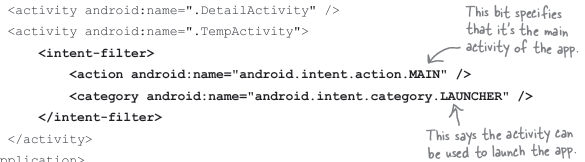 <activity android:name=".DetailActivity" />
<activity android:name=".TempActivity">
<intent-filter>
<action android:name="android.intent.action.MAIN" />
<category android:name="android.intent.category.LAUNCHER" />
</intent-filter>
</activity>
This bit specifies
that it's the main
activity of the app.
This says the activity can
be used to launch the app.